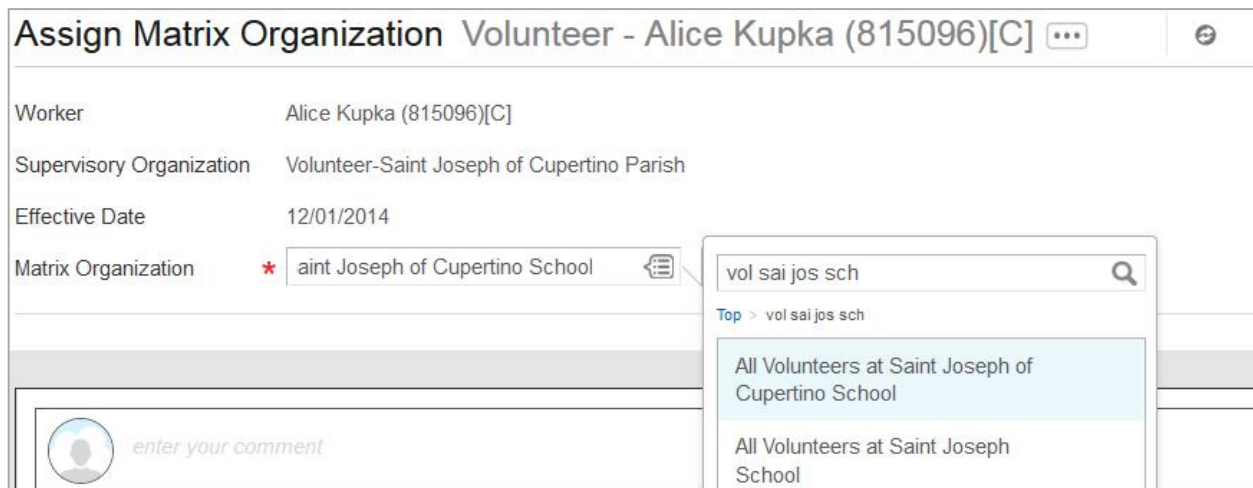 Assign Matrix Organization Volunteer - Alice Kupka (815096)[C]
Worker Alice Kupka (815096)[C]
Supervisory Organization Volunteer-Saint Joseph of Cupertino Parish
Effective Date 12/01/2014
Matrix Organization * aint Joseph of Cupertino School
vol sai jos sch
Top > vol sai jos sch
All Volunteers at Saint Joseph of
Cupertino School
All Volunteers at Saint Joseph
School
enter your comment